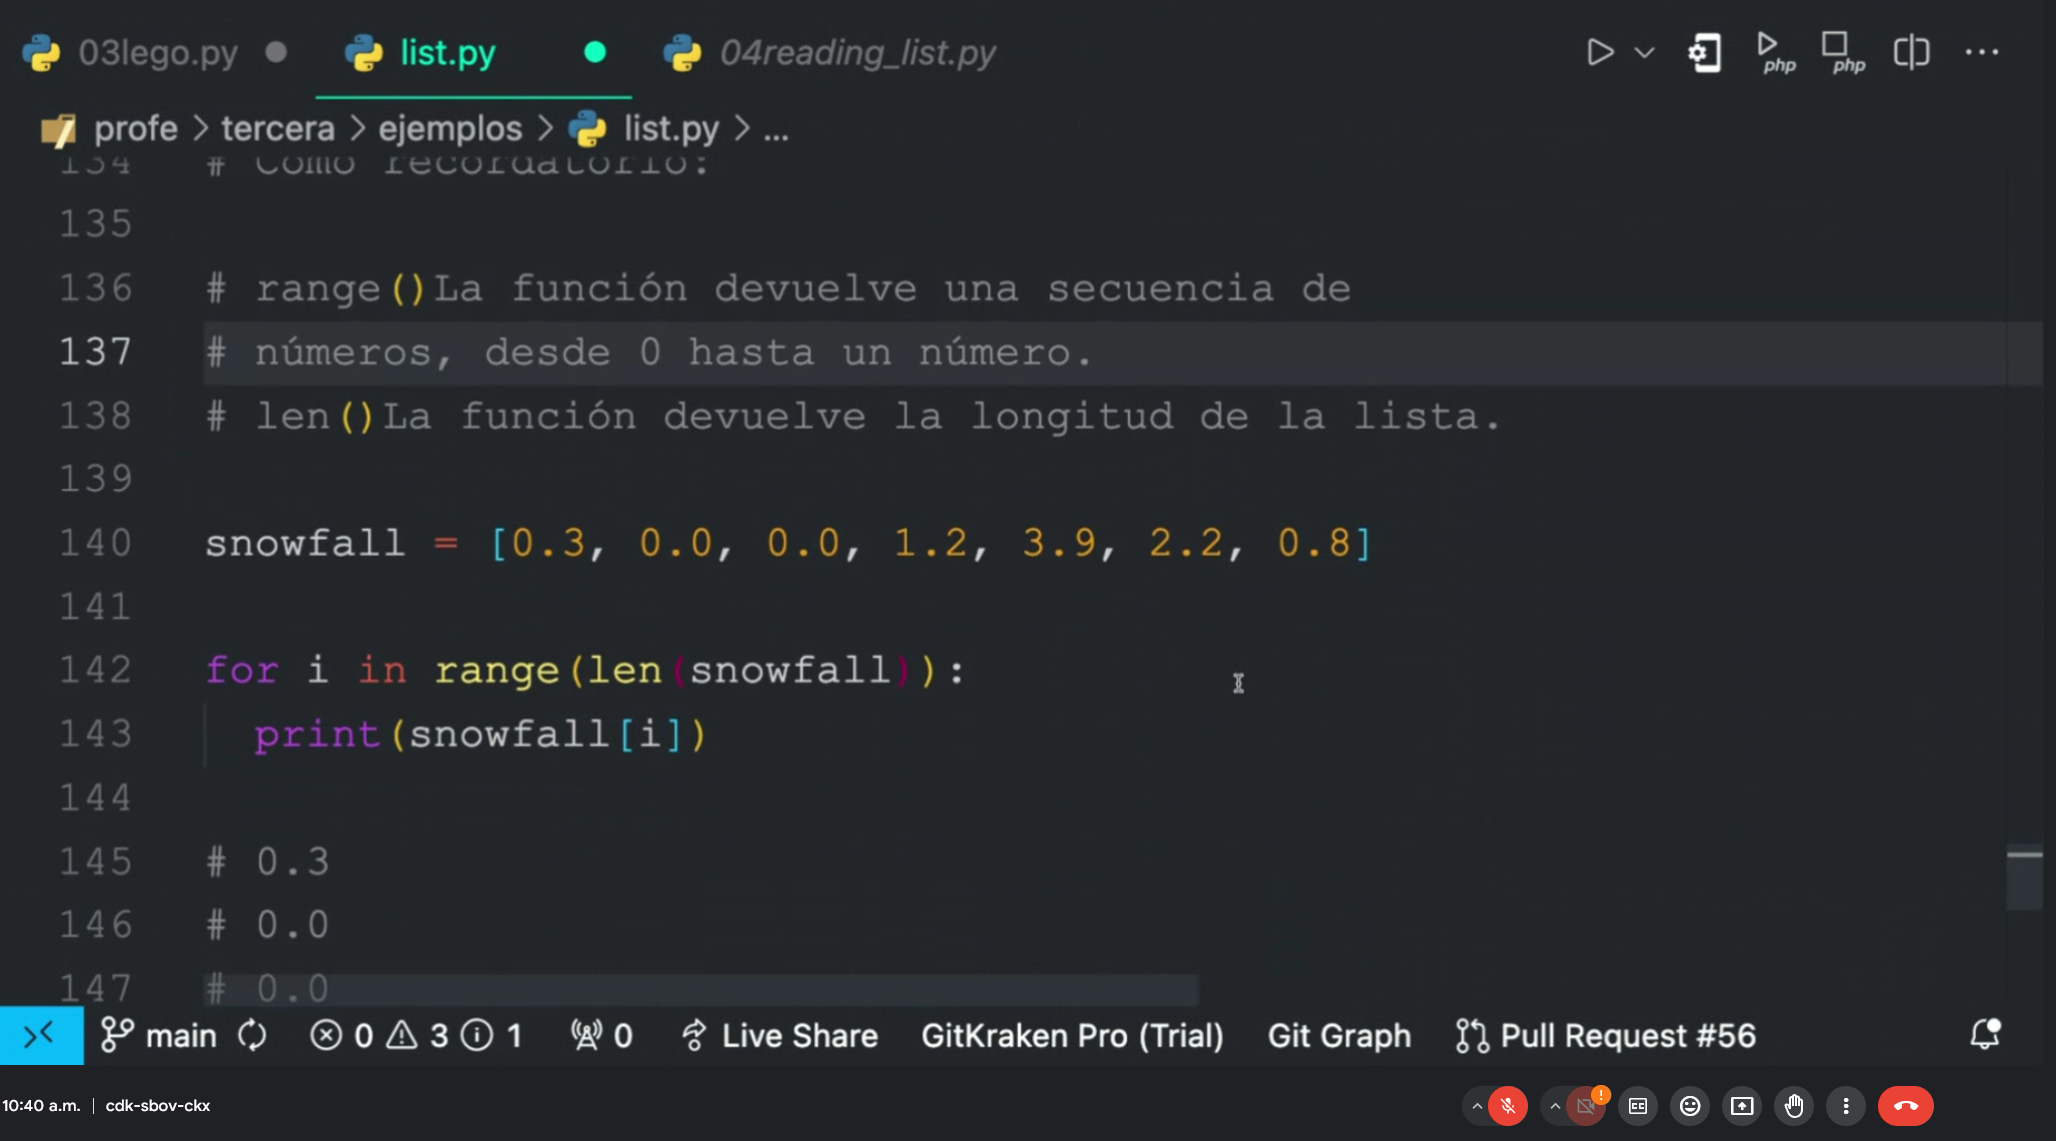 03lego.py list.py 04reading_list.py php php
profe > tercera > ejemplos > list.py > ...
134 # Como recordatorio:
135
136 # range()La función devuelve una secuencia de
137 # números, desde 0 hasta un número.
138 # len()La función devuelve la longitud de la lista.
139
140 snowfall = [0.3, 0.0, 0.0, 1.2, 3.9, 2.2, 0.8]
141
142 for i in range(len(snowfall)):
143 print(snowfall[i])
144
145 # 0.3
146 # 0.0
147 # 0.0
main 0 3 1 0 Live Share GitKraken Pro (Trial) Git Graph Pull Request #56
10:40 a.m. | cdk-sbov-ckx